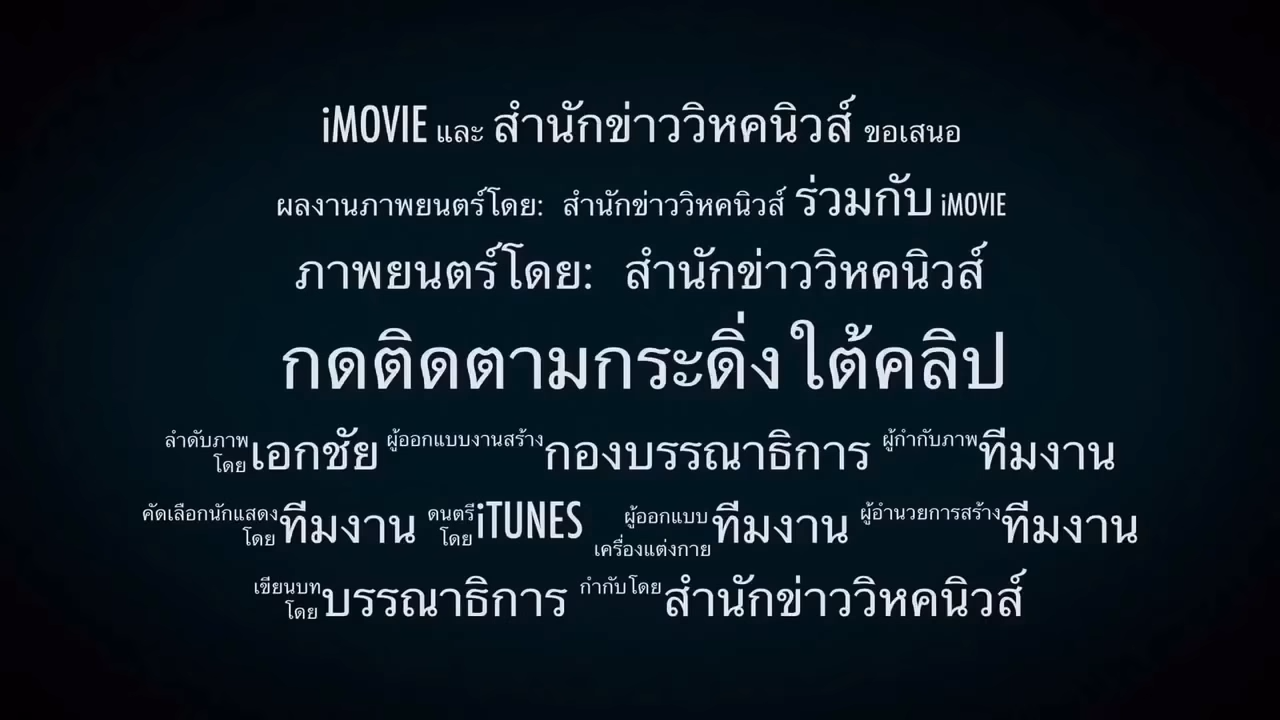 iMOVIE และ สำนักข่าววิหคนิวส์ ขอเสนอ
ผลงานภาพยนตร์โดย: สำนักข่าววิหคนิวส์ ร่วมกับ iMOVIE
ภาพยนตร์โดย: สำนักข่าววิหคนิวส์
กดติดตามกระดิ่ง ใต้คลิป
ลำดับภาพโดย เอกชัย ผู้ออกแบบงานสร้าง กองบรรณาธิการ ผู้กำกับภาพ ทีมงาน
คัดเลือกนักแสดงโดย ทีมงาน ดนตรีโดย iTUNES ผู้ออกแบบเครื่องแต่งกาย ทีมงาน ผู้อำนวยการสร้าง ทีมงาน
เขียนบทโดย บรรณาธิการ กำกับโดย สำนักข่าววิหคนิวส์